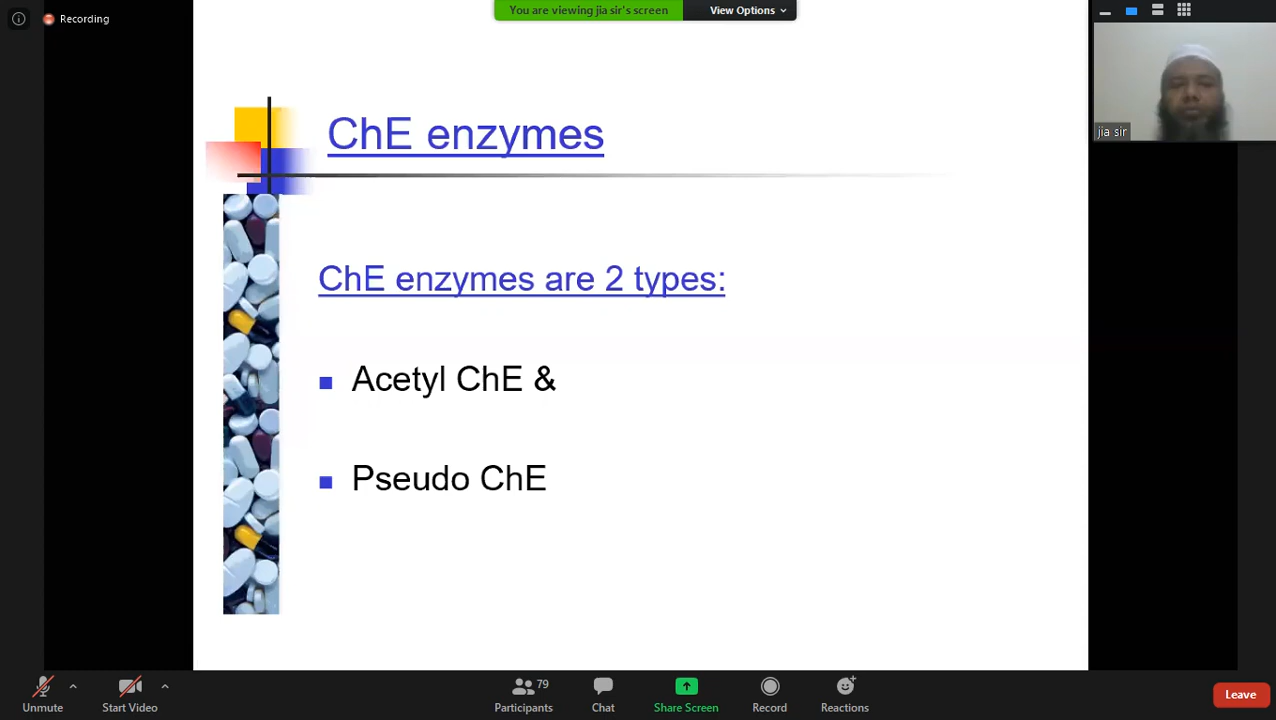 Recording
You are viewing jia sir's screen
View Options
jia sir
ChE enzymes
ChE enzymes are 2 types:
Acetyl ChE &
Pseudo ChE
Unmute
Start Video
79
Participants
Chat
Share Screen
Record
Reactions
Leave